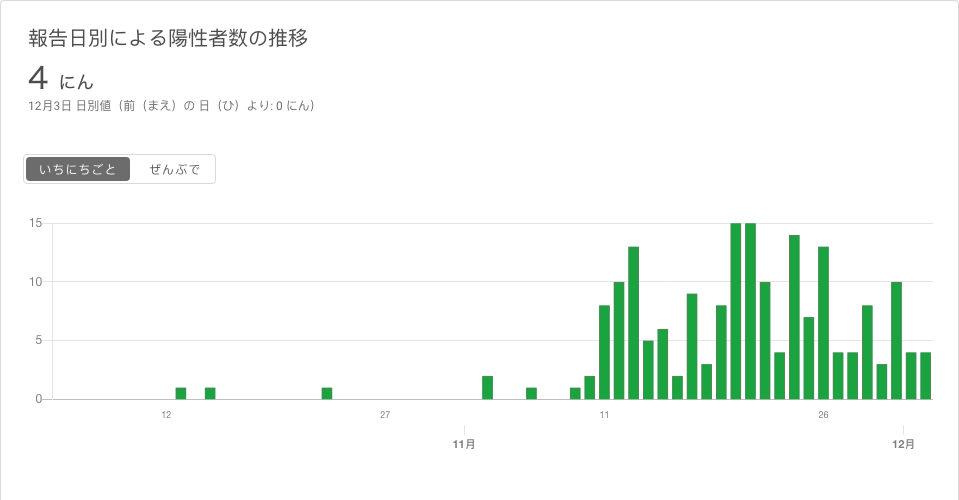 報告日別による陽性者数の推移
4 にん
12月3日 日別値（前（まえ）の 日（ひ）より: 0 にん）
いちにちごと ぜんぶで
15
10
5
0
12 27 11 26
11月 12月